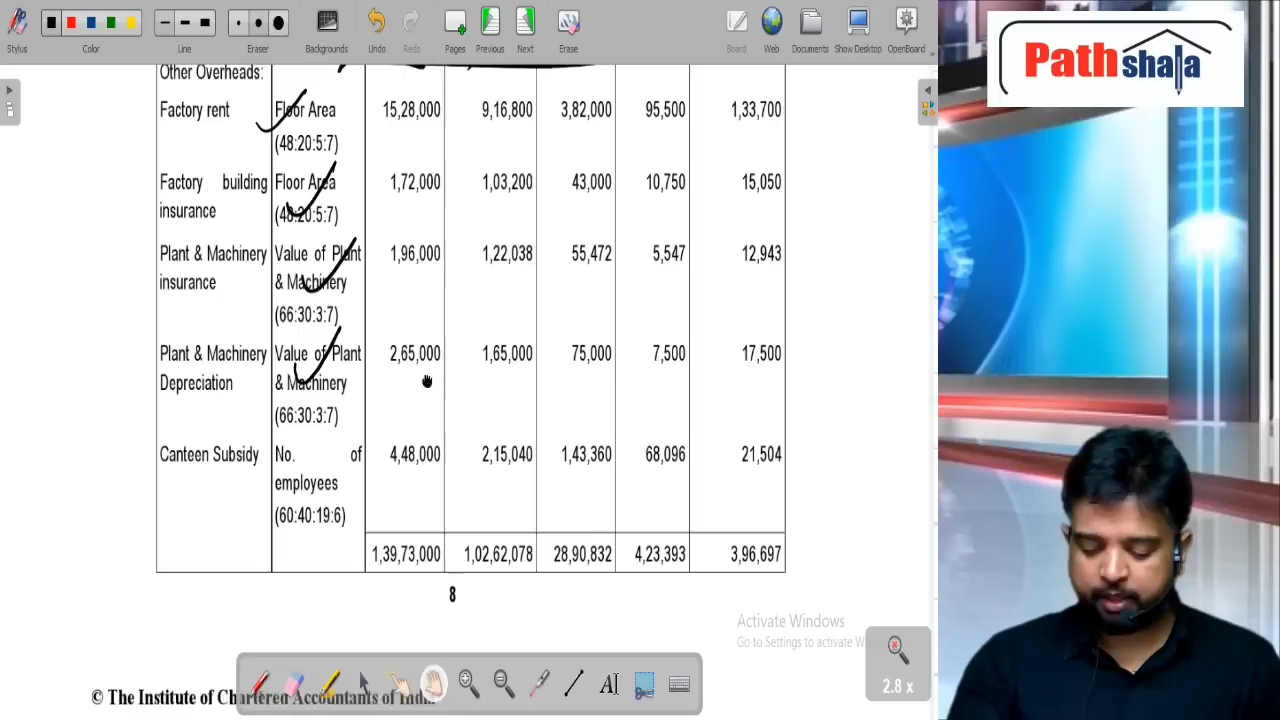 Stylus Color Line Eraser Backgrounds Undo Redo Pages Previous Next Erase Board Web Documents Show Desktop OpenBoard
Path shala
Other Overheads:
Factory rent Floor Area 15,28,000 9,16,800 3,82,000 95,500 1,33,700
(48:20:5:7)
Factory building Floor Area 1,72,000 1,03,200 43,000 10,750 15,050
insurance (48:20:5:7)
Plant & Machinery Value of Plant 1,96,000 1,22,038 55,472 5,547 12,943
insurance & Machinery
(66:30:3:7)
Plant & Machinery Value of Plant 2,65,000 1,65,000 75,000 7,500 17,500
Depreciation & Machinery
(66:30:3:7)
Canteen Subsidy No. of 4,48,000 2,15,040 1,43,360 68,096 21,504
employees
(60:40:19:6)
1,39,73,000 1,02,62,078 28,90,832 4,23,393 3,96,697
8
Activate Windows
Go to Settings to activate W
2.8 x
© The Institute of Chartered Accountants of Indi